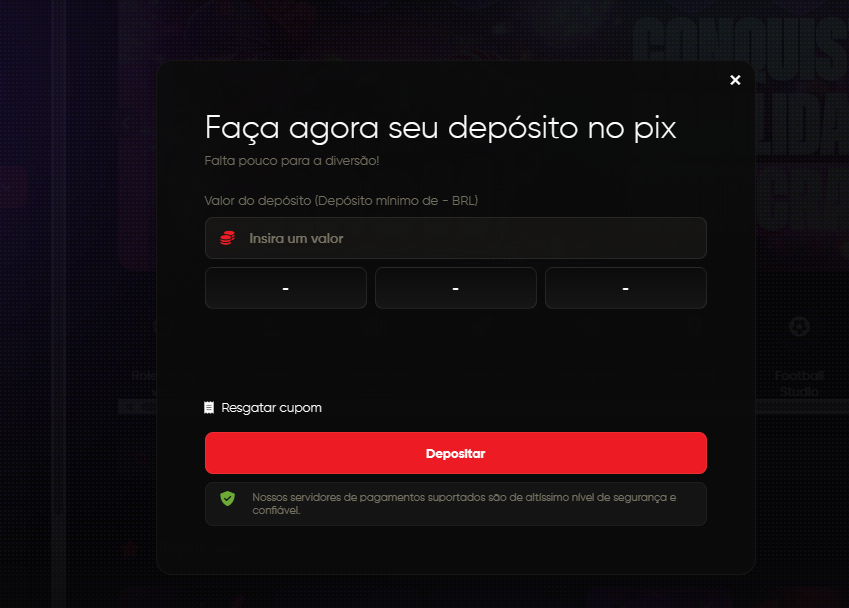 CONQUIS
LIDA
Faça agora seu depósito no pix
Falta pouco para a diversão!
Valor do depósito (Depósito mínimo de - BRL)
Insira um valor
- - -
Football
Studio
Resgatar cupom
Depositar
Nossos servidores de pagamentos suportados são de altíssimo nível de segurança e
confiável.